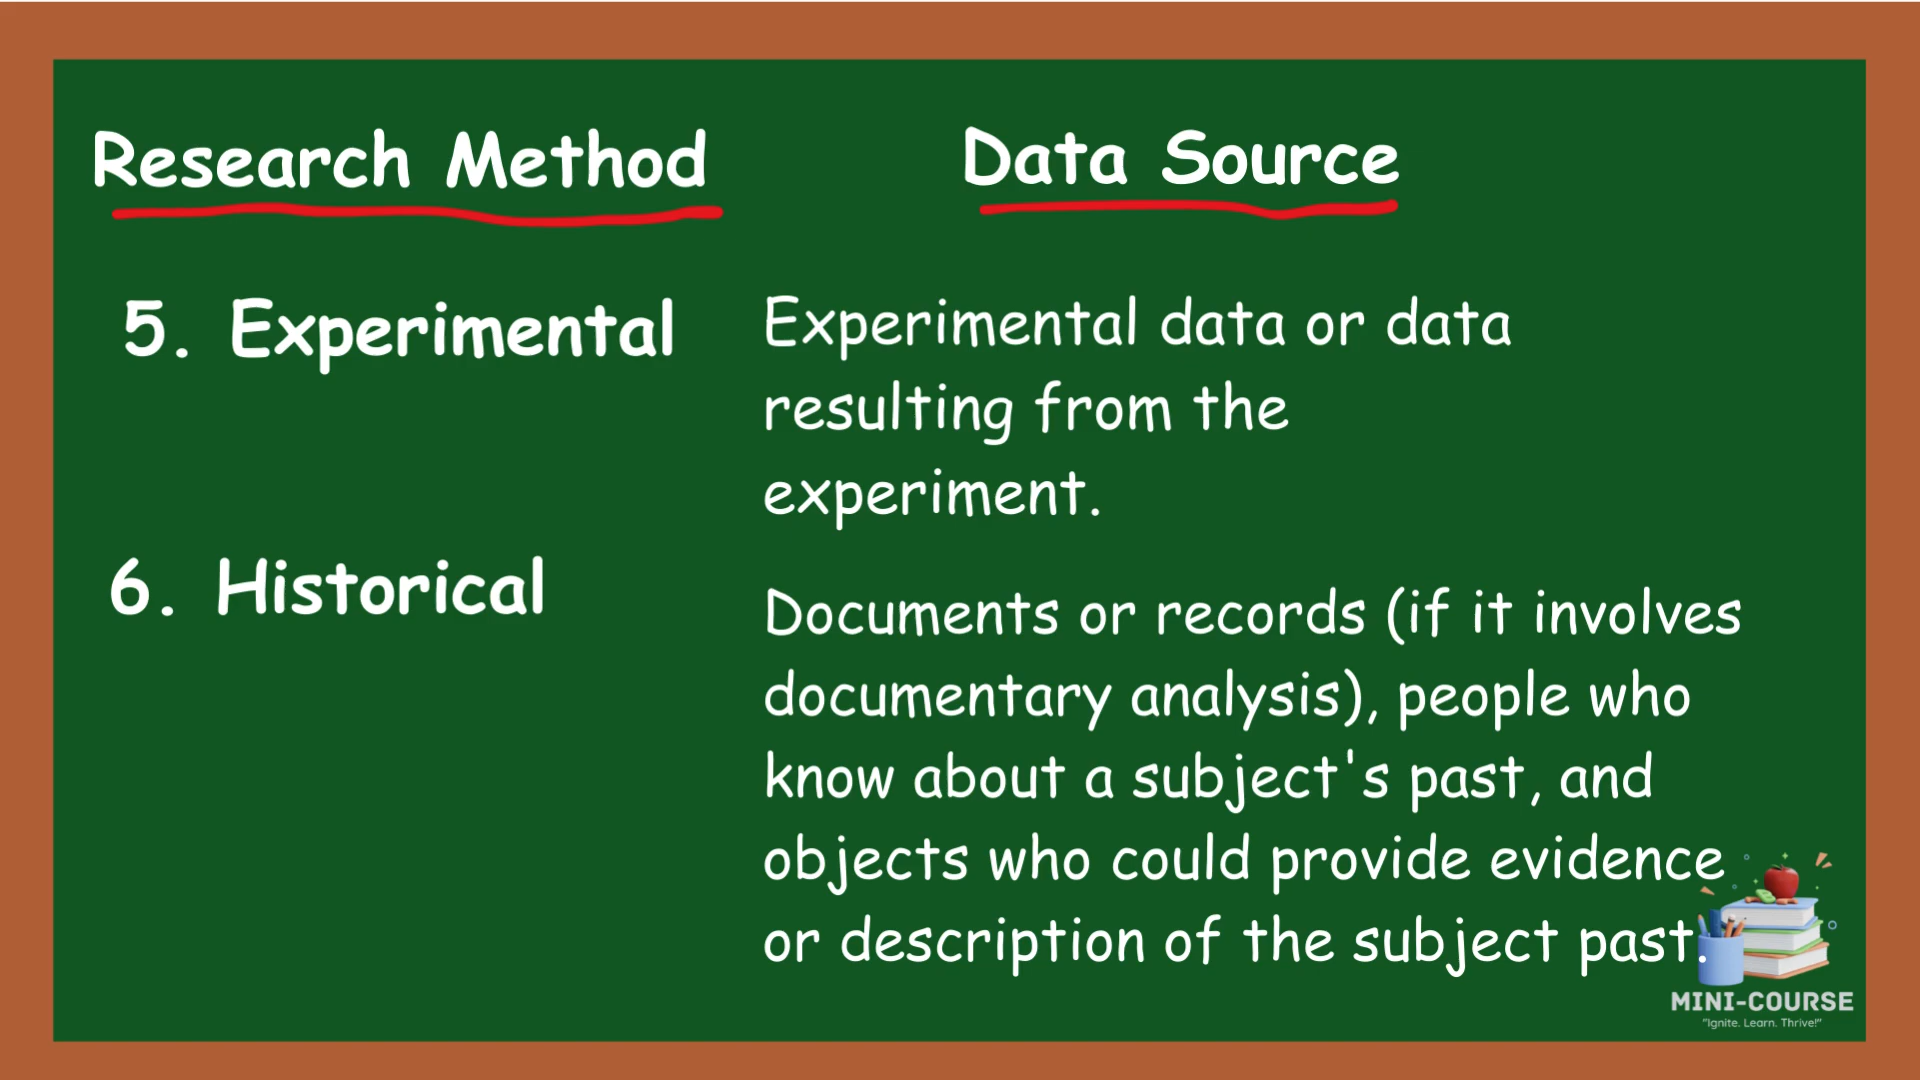 Research Method
Data Source
5. Experimental
Experimental data or data
resulting from the
experiment.
6. Historical
Documents or records (if it involves
documentary analysis), people who
know about a subject's past, and
objects who could provide evidence
or description of the subject past.
MINI-COURSE
"Ignite. Learn. Thrive!"